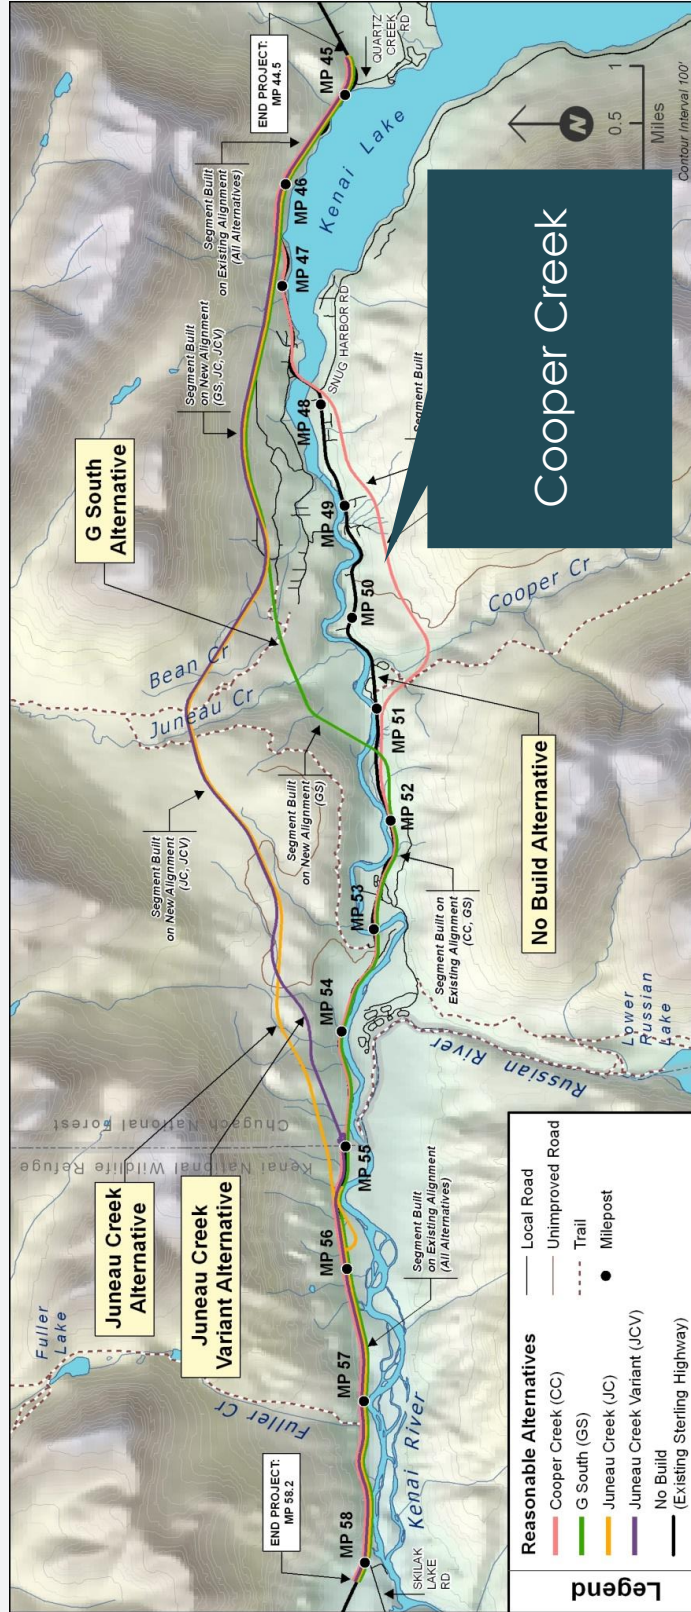 END PROJECT:
MP 44.5
MP 45
QUARTZ
CREEK
RD
Segment Built
on Existing Alignment
(All Alternatives)
MP 46
Kenai Lake
MP 47
Segment Built
on New Alignment
(GS, JC, JCV)
SNUG HARBOR RD
MP 48
G South
Alternative
MP 49
Segment Built
MP 50
Cooper Cr
Bean Cr
Juneau Cr
MP 51
Segment Built
on New Alignment
(GS)
MP 52
No Build Alternative
Segment Built
on New Alignment
(JC, JCV)
MP 53
Segment Built on
Existing Alignment
(CC, GS)
MP 54
Russian River
Lower
Russian
Lake
Chugach National Forest
Kenai National Wildlife Refuge
MP 55
Juneau Creek
Alternative
Juneau Creek
Variant Alternative
MP 56
Segment Built
on Existing Alignment
(All Alternatives)
Fuller
Lake
Fuller Cr
MP 57
Kenai River
END PROJECT:
MP 58.2
MP 58
SKILAK
LAKE
RD
Cooper Creek
N
0.5
1
Miles
Contour Interval 100'
Legend
Reasonable Alternatives
Cooper Creek (CC)
G South (GS)
Juneau Creek (JC)
Juneau Creek Variant (JCV)
No Build
(Existing Sterling Highway)
Local Road
Unimproved Road
Trail
Milepost